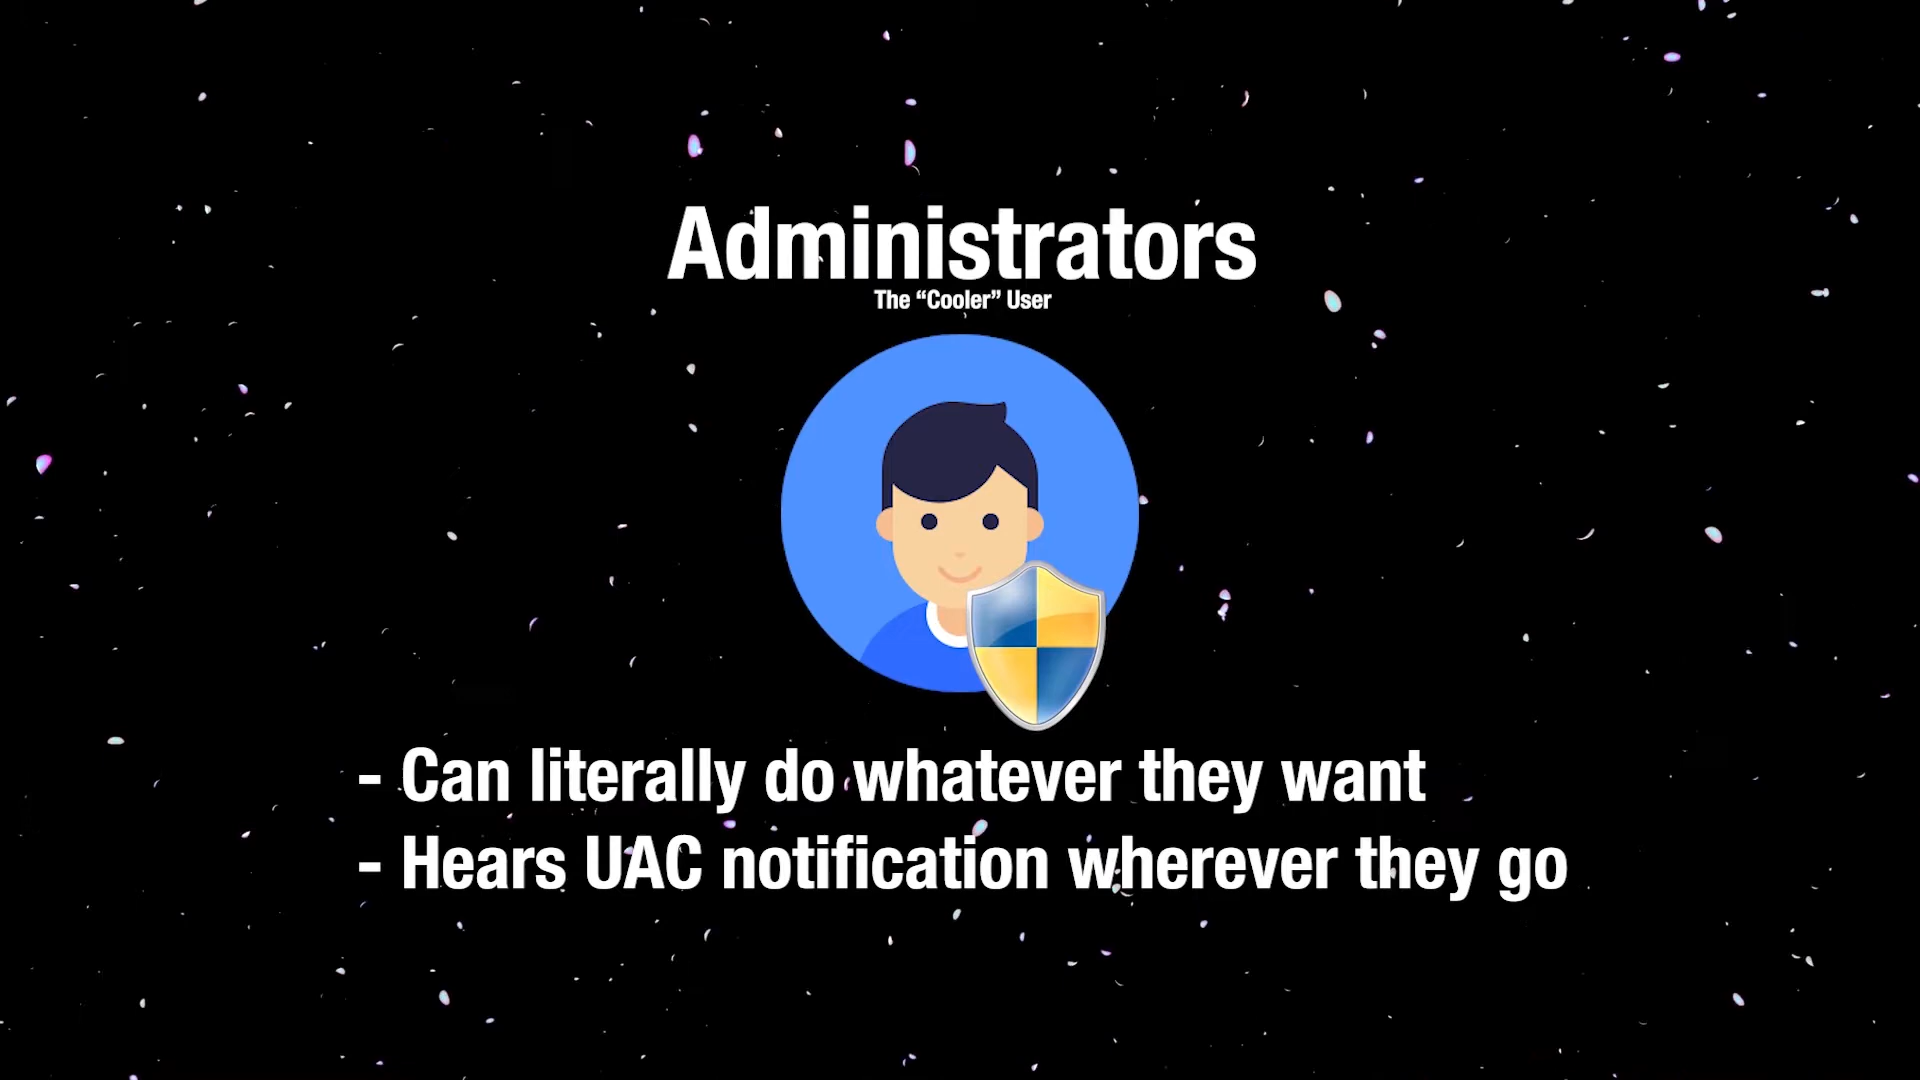 Administrators
The “Cooler” User
- Can literally do whatever they want
- Hears UAC notification wherever they go